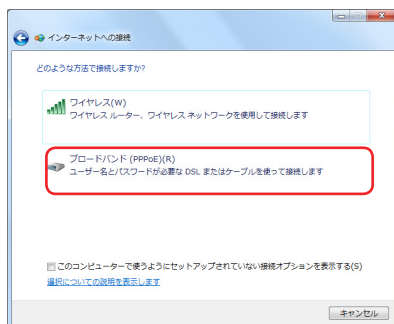 インターネットへの接続
どのような方法で接続しますか?
ワイヤレス(W)
ワイヤレス ルーター、ワイヤレス ネットワークを使用して接続します
ブロードバンド (PPPoE)(R)
ユーザー名とパスワードが必要な DSL またはケーブルを使って接続します
このコンピューターで使うようにセットアップされていない接続オプションを表示する(S)
選択についての説明を表示します
キャンセル